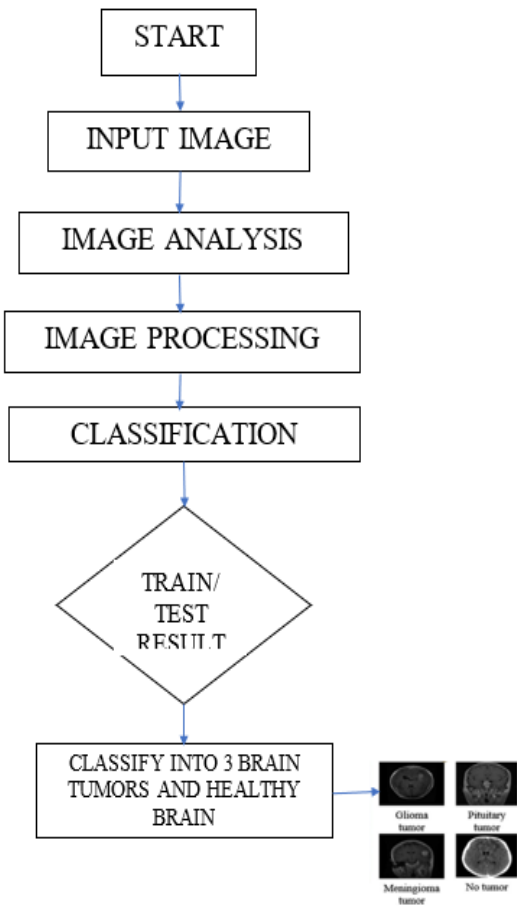 START
INPUT IMAGE
IMAGE ANALYSIS
IMAGE PROCESSING
CLASSIFICATION
TRAIN/
TEST
RESULT
CLASSIFY INTO 3 BRAIN
TUMORS AND HEALTHY
BRAIN
Glioma
tumor
Pituitary
tumor
Meningioma
tumor
No tumor